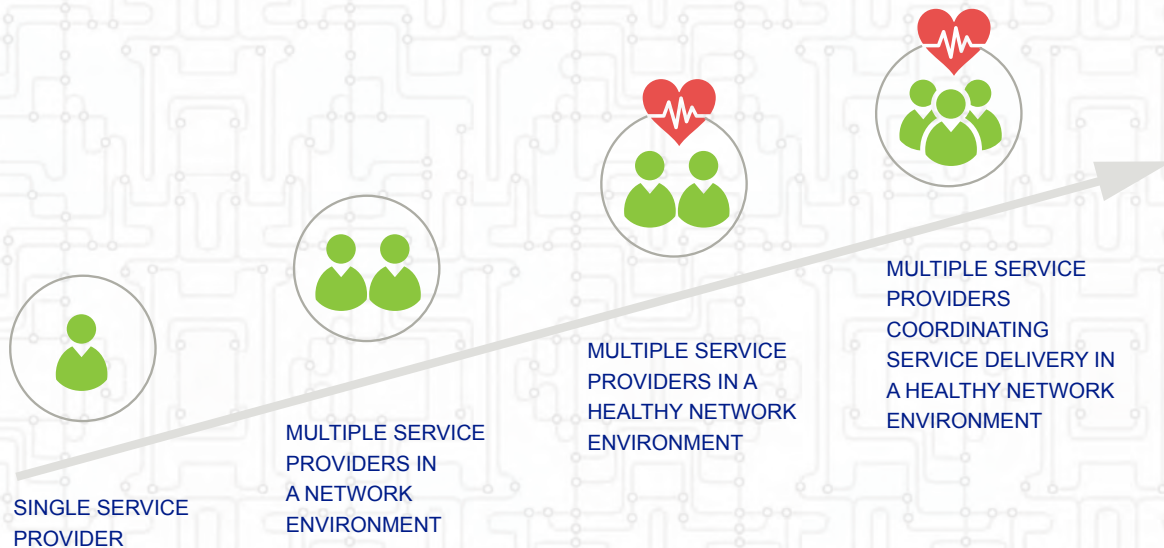 SINGLE SERVICE
PROVIDER
MULTIPLE SERVICE
PROVIDERS IN
A NETWORK
ENVIRONMENT
MULTIPLE SERVICE
PROVIDERS IN A
HEALTHY NETWORK
ENVIRONMENT
MULTIPLE SERVICE
PROVIDERS
COORDINATING
SERVICE DELIVERY IN
A HEALTHY NETWORK
ENVIRONMENT